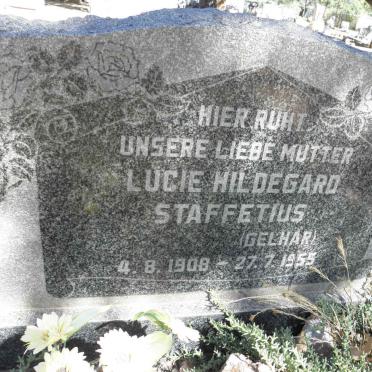 HIER RUHT
UNSERE LIEBE MUTTER
LUCIE HILDEGARD
STAFFETIUS
(GELHAR)
4. 8. 1908 - 27. 7. 1955